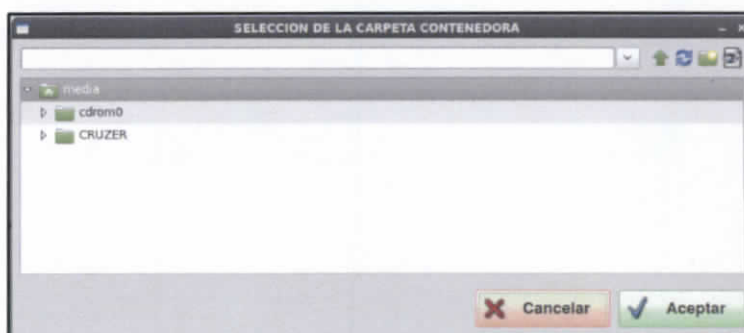 SELECCION DE LA CARPETA CONTENEDORA
media
cdrom0
CRUZER
Cancelar
Aceptar